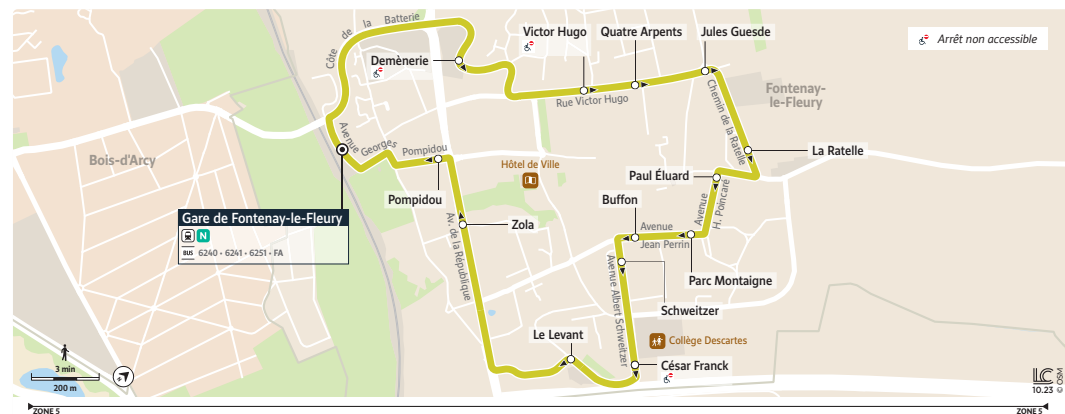 Côte de la Batterie
Victor Hugo
Quatre Arpents
Jules Guesde
Arrêt non accessible
Demènerie
Rue Victor Hugo
Chemin de la Ratelle
Fontenay-
le-Fleury
Avenue Georges Pompidou
Bois-d'Arcy
La Ratelle
Hôtel de Ville
Paul Éluard
Pompidou
Buffon
Avenue
H. Poincaré
Gare de Fontenay-le-Fleury
N
BUS 6240 • 6241 • 6251 • FA
Av. de la République
Zola
Avenue
Jean Perrin
Parc Montaigne
Avenue Albert Schweitzer
Schweitzer
Le Levant
Collège Descartes
César Franck
3 min
200 m
LC
10.23
© OSM
ZONE 5
ZONE 5